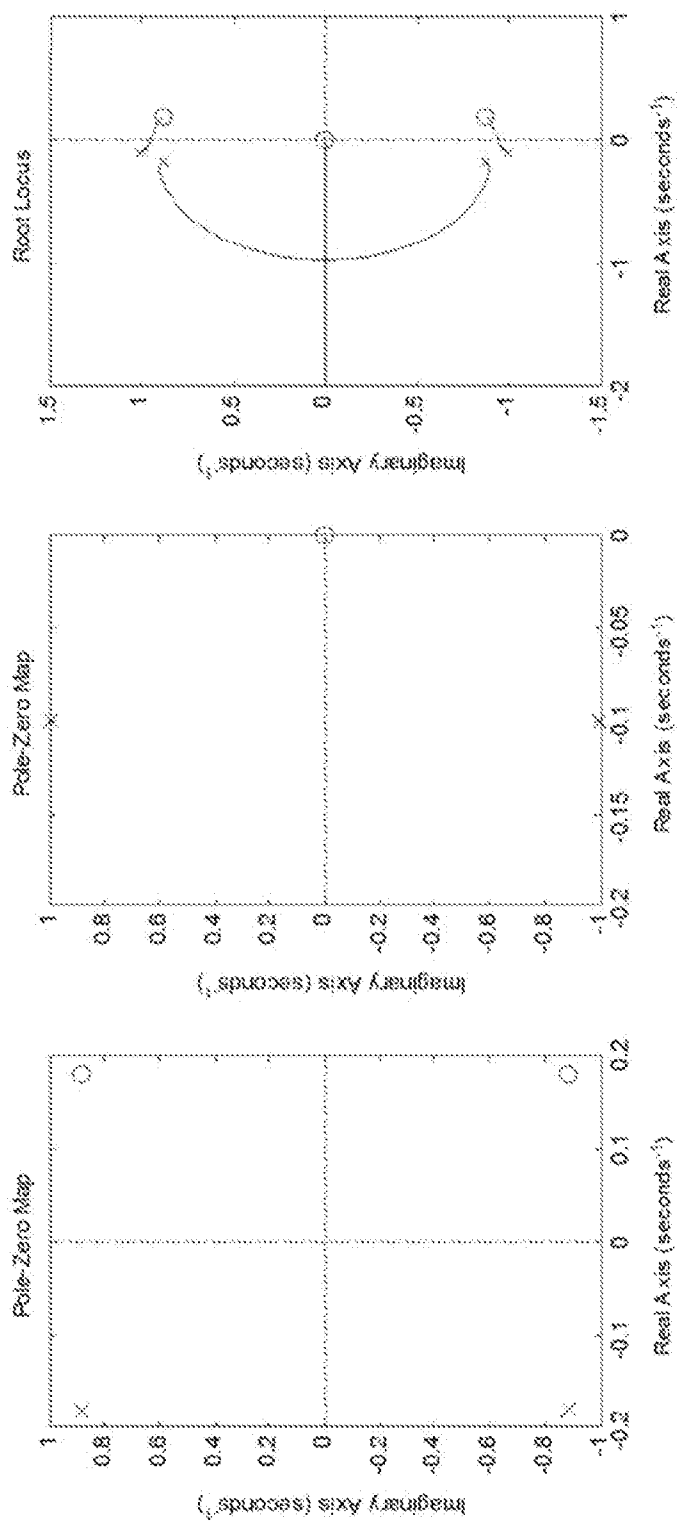 Pole-Zero Map
Imaginary Axis (seconds⁻¹)
1
0.8
0.6
0.4
0.2
0
-0.2
-0.4
-0.6
-0.8
-1
-0.2 -0.1 0 0.1 0.2
Real Axis (seconds⁻¹)
Pole-Zero Map
Imaginary Axis (seconds⁻¹)
1
0.8
0.6
0.4
0.2
0
-0.2
-0.4
-0.6
-0.8
-1
-0.2 -0.15 -0.1 -0.05 0
Real Axis (seconds⁻¹)
Root Locus
Imaginary Axis (seconds⁻¹)
1.5
1
0.5
0
-0.5
-1
-1.5
-2 -1 0 1
Real Axis (seconds⁻¹)